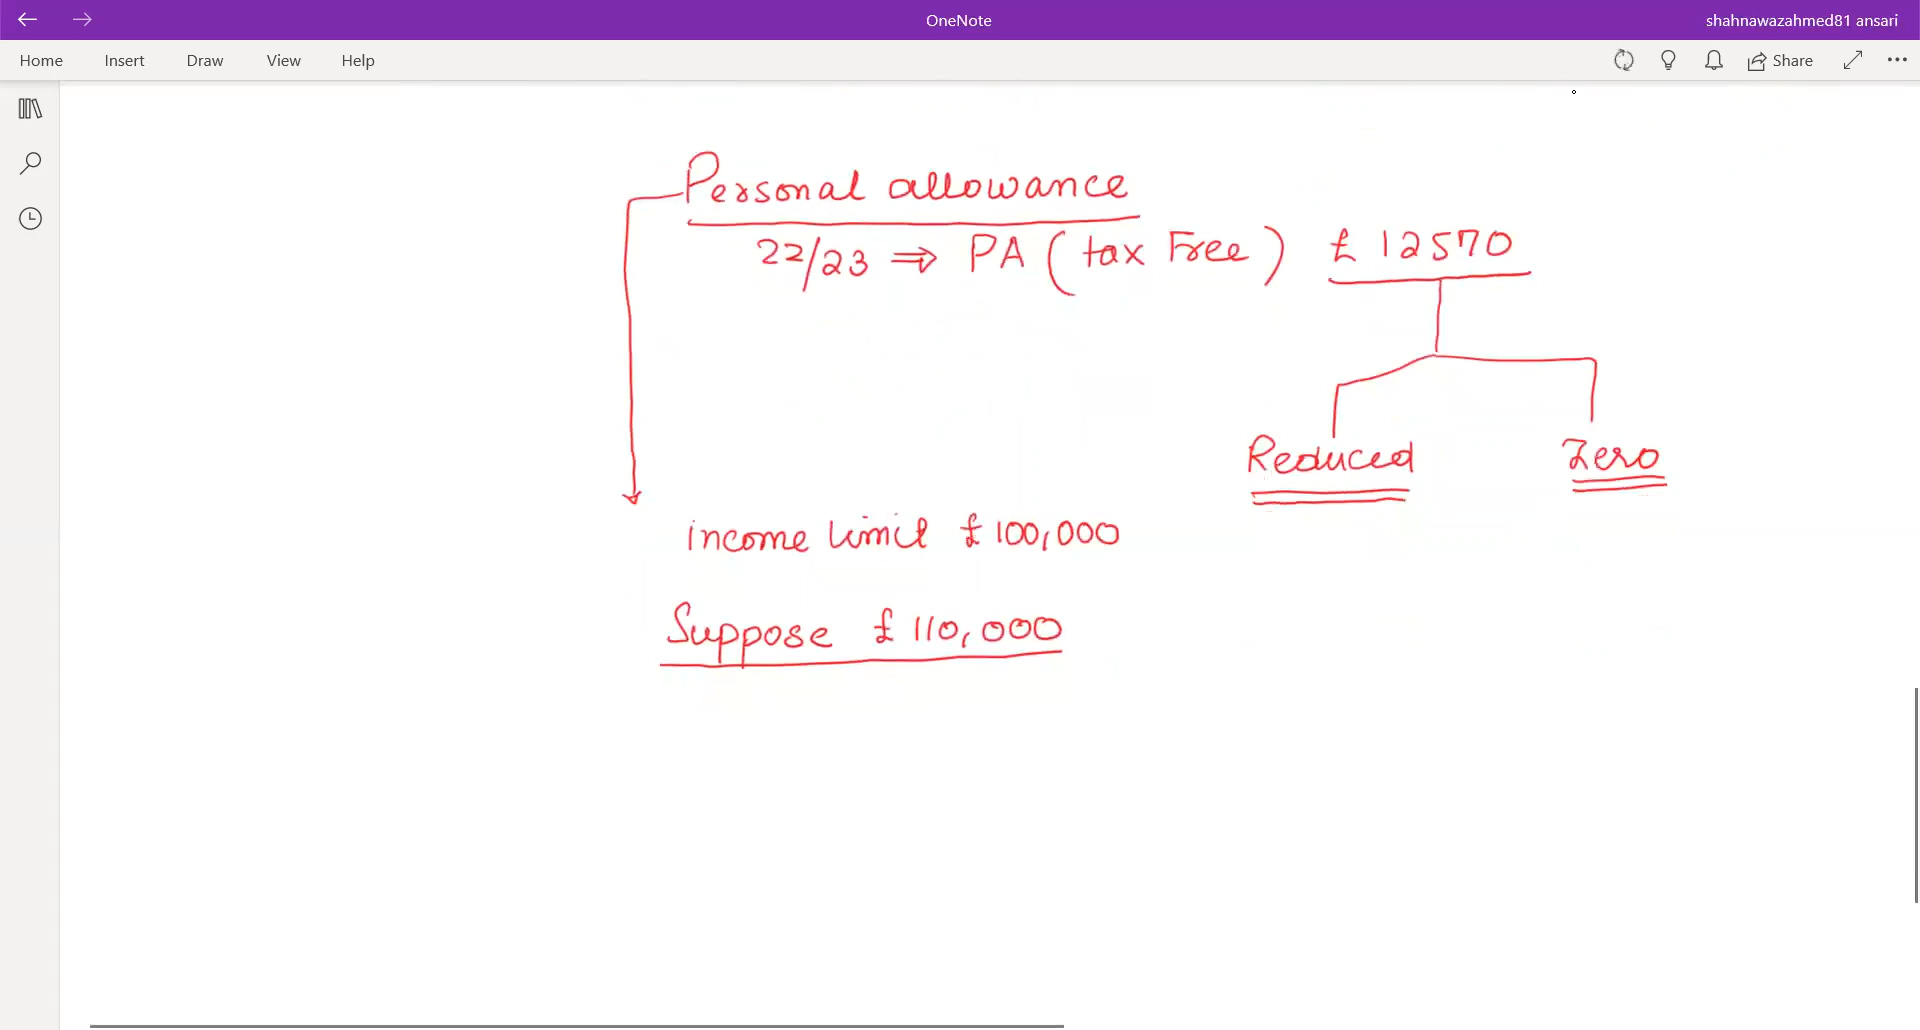 OneNote
shahnawazahmed81 ansari
Home Insert Draw View Help
Share
Personal allowance
22/23 ⇒ PA (tax Free) £ 12570
Reduced Zero
income limit £ 100,000
Suppose £ 110,000